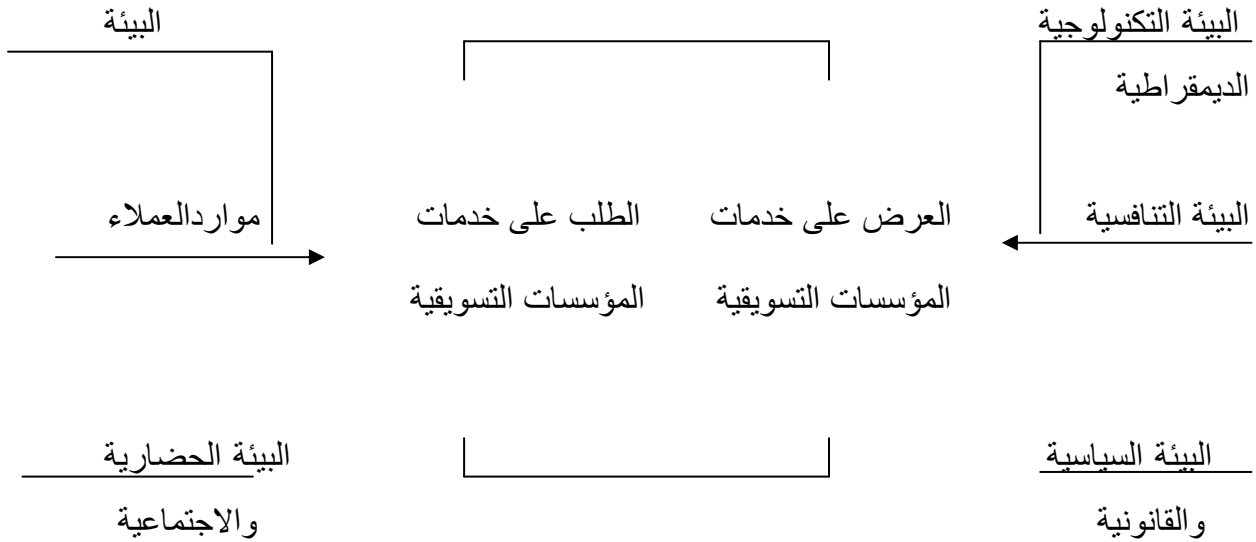 البيئة التكنولوجية
البيئة
الديمقراطية
البيئة التنافسية
العرض على خدمات
الطلب على خدمات
مواردالعملاء
المؤسسات التسويقية
المؤسسات التسويقية
البيئة السياسية
البيئة الحضارية
والقانونية
والاجتماعية